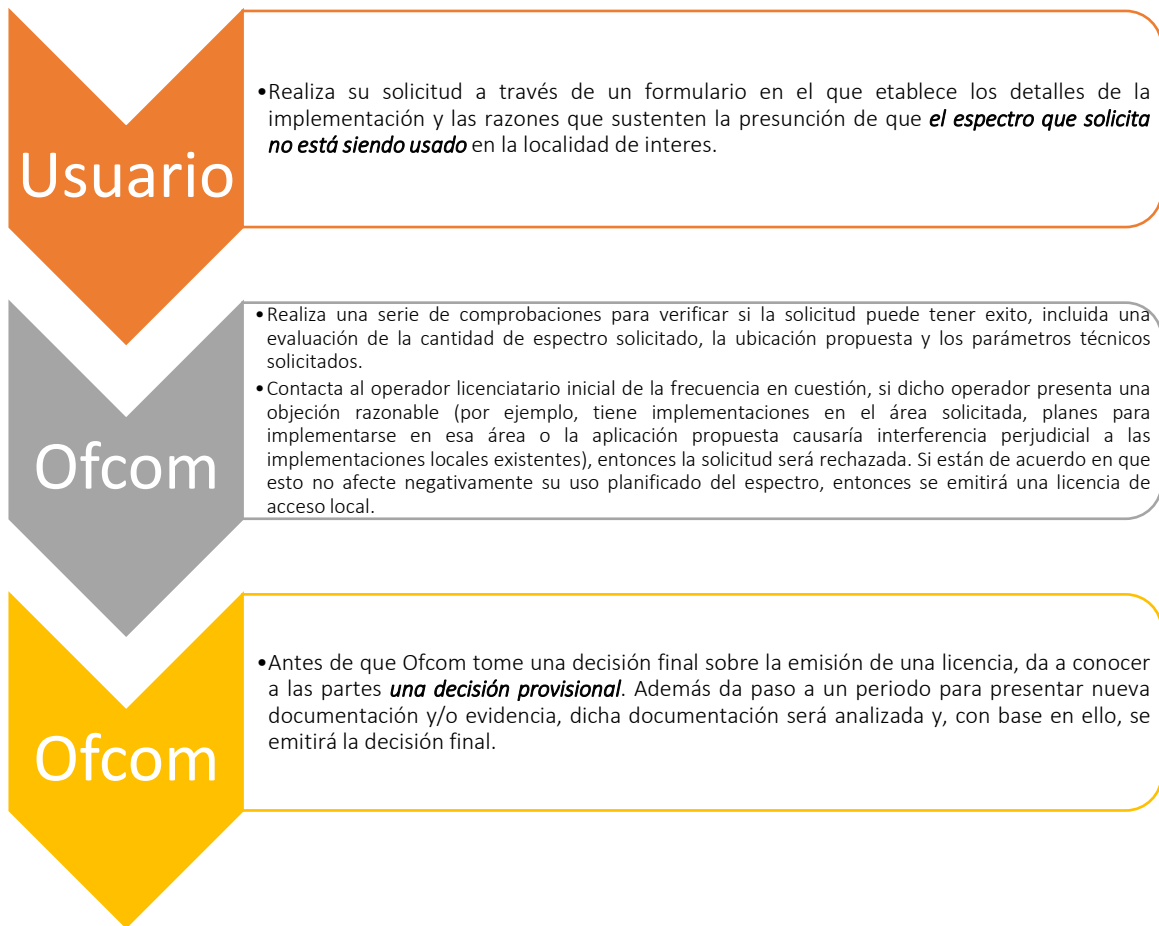 Usuario
•Realiza su solicitud a través de un formulario en el que etablece los detalles de la
implementación y las razones que sustenten la presunción de que el espectro que solicita
no está siendo usado en la localidad de interes.
Ofcom
•Realiza una serie de comprobaciones para verificar si la solicitud puede tener exito, incluida una
evaluación de la cantidad de espectro solicitado, la ubicación propuesta y los parámetros técnicos
solicitados.
•Contacta al operador licenciatario inicial de la frecuencia en cuestión, si dicho operador presenta una
objeción razonable (por ejemplo, tiene implementaciones en el área solicitada, planes para
implementarse en esa área o la aplicación propuesta causaría interferencia perjudicial a las
implementaciones locales existentes), entonces la solicitud será rechazada. Si están de acuerdo en que
esto no afecte negativamente su uso planificado del espectro, entonces se emitirá una licencia de
acceso local.
Ofcom
•Antes de que Ofcom tome una decisión final sobre la emisión de una licencia, da a conocer
a las partes una decisión provisional. Además da paso a un periodo para presentar nueva
documentación y/o evidencia, dicha documentación será analizada y, con base en ello, se
emitirá la decisión final.